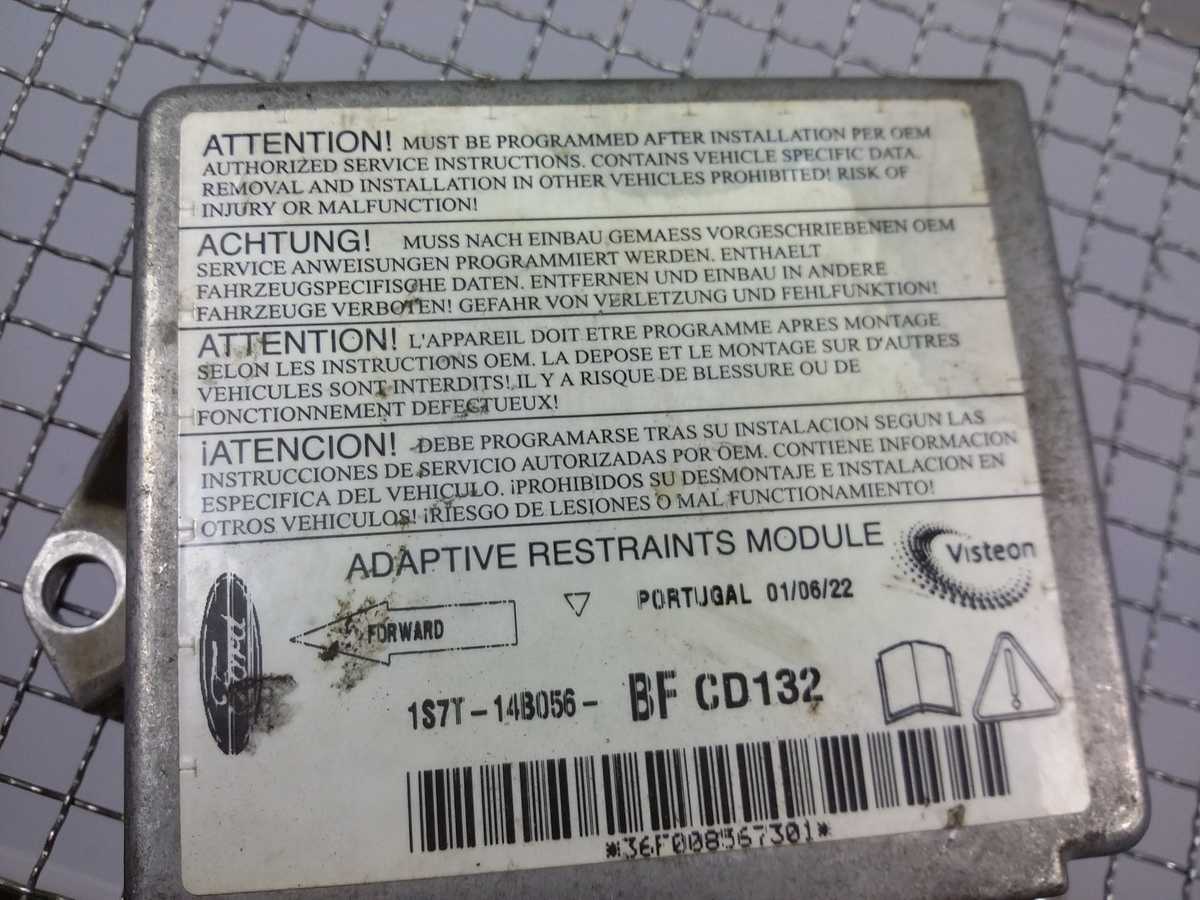 ATTENTION! MUST BE PROGRAMMED AFTER INSTALLATION PER OEM
AUTHORIZED SERVICE INSTRUCTIONS. CONTAINS VEHICLE SPECIFIC DATA.
REMOVAL AND INSTALLATION IN OTHER VEHICLES PROHIBITED! RISK OF
INJURY OR MALFUNCTION!
ACHTUNG! MUSS NACH EINBAU GEMAESS VORGESCHRIEBENEN OEM
SERVICE ANWEISUNGEN PROGRAMMIERT WERDEN. ENTHAELT
FAHRZEUGSPECIFISCHE DATEN. ENTFERNEN UND EINBAU IN ANDERE
FAHRZEUGE VERBOTEN! GEFAHR VON VERLETZUNG UND FEHLFUNKTION!
ATTENTION! L'APPAREIL DOIT ETRE PROGRAMME APRES MONTAGE
SELON LES INSTRUCTIONS OEM. LA DEPOSE ET LE MONTAGE SUR D'AUTRES
VEHICULES SONT INTERDITS! IL Y A RISQUE DE BLESSURE OU DE
FONCTIONNEMENT DEFECTUEUX!
¡ATENCION! DEBE PROGRAMARSE TRAS SU INSTALACION SEGUN LAS
INSTRUCCIONES DE SERVICIO AUTORIZADAS POR OEM. CONTIENE INFORMACION
ESPECIFICA DEL VEHICULO. ¡PROHIBIDOS SU DESMONTAJE E INSTALACION EN
OTROS VEHICULOS! ¡RIESGO DE LESIONES O MAL FUNCTIONAMIENTO!
ADAPTIVE RESTRAINTS MODULE
Visteon
PORTUGAL 01/06/22
FORWARD
Ford
1S7T-14B056- BF CD132
*36F008567301*